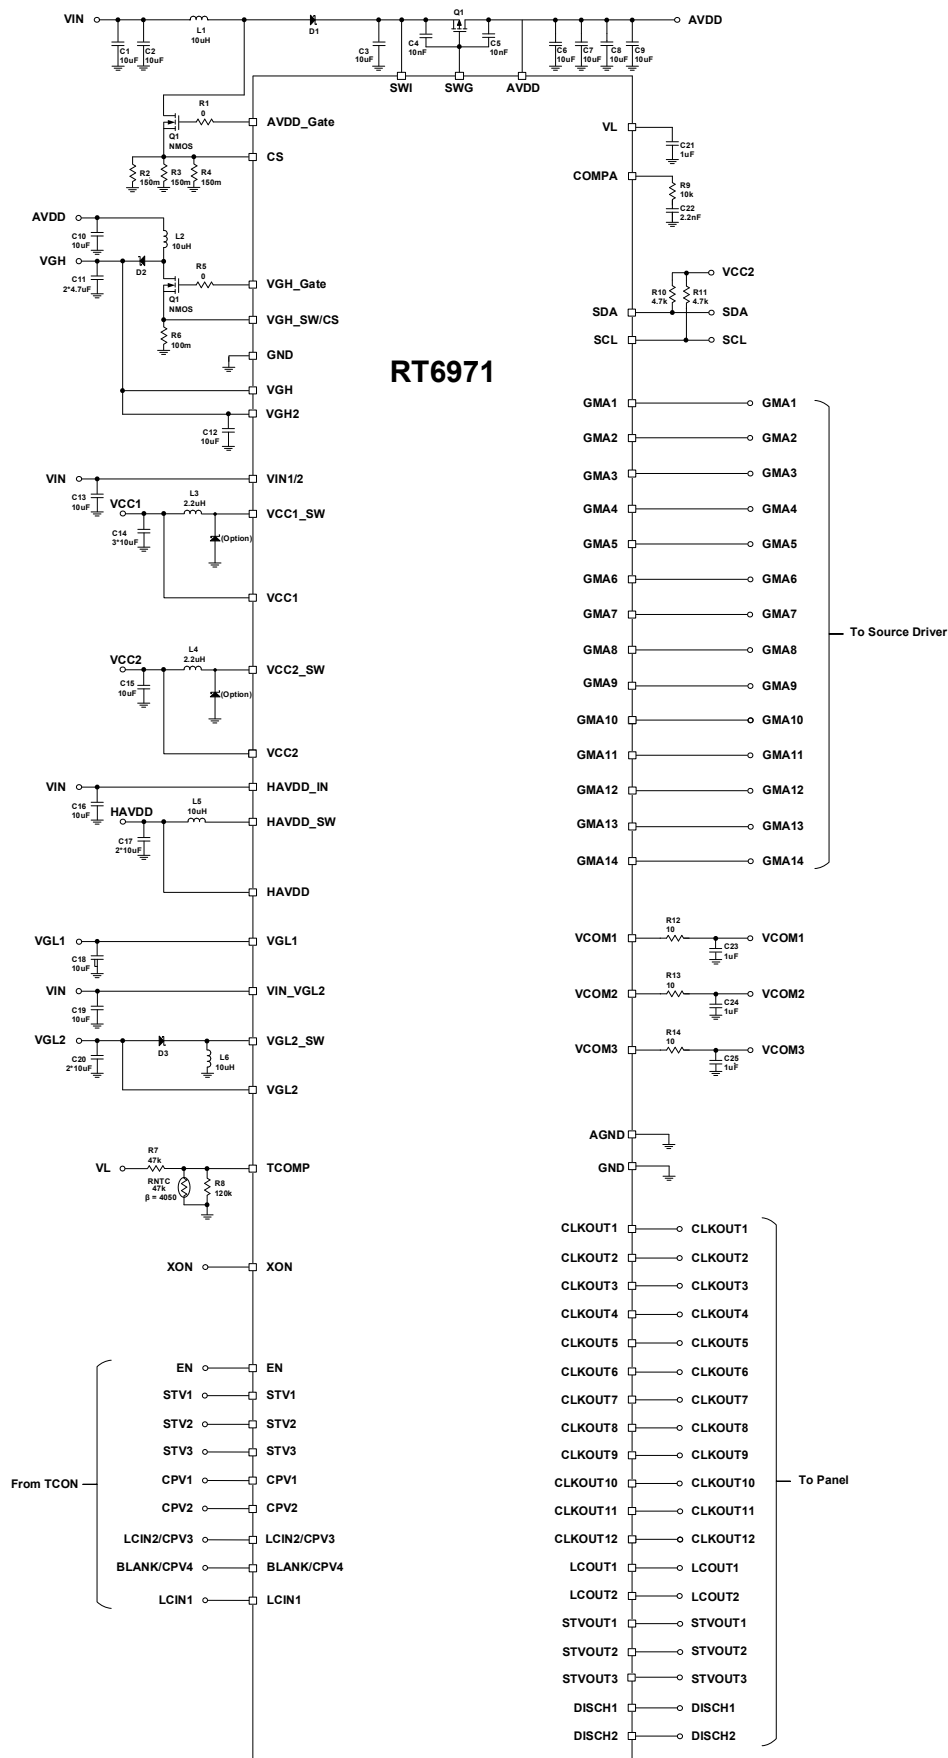 VIN
L1
10uH
C1
10uF
C2
10uF
D1
C3
10uF
C4
10nF
Q1
C5
10nF
C6
10uF
C7
10uF
C8
10uF
C9
10uF
AVDD
SWI
SWG
AVDD
R1
0
Q1
NMOS
AVDD_Gate
CS
R2
150m
R3
150m
R4
150m
AVDD
C10
10uF
L2
10uH
VGH
C11
2*4.7uF
D2
R5
0
Q1
NMOS
VGH_Gate
VGH_SW/CS
R6
100m
GND
VGH
VGH2
C12
10uF
VIN
C13
10uF
VIN1/2
VCC1
L3
2.2uH
VCC1_SW
C14
3*10uF
(Option)
VCC1
VCC2
L4
2.2uH
VCC2_SW
C15
10uF
(Option)
VCC2
VIN
C16
10uF
HAVDD_IN
HAVDD
L5
10uH
HAVDD_SW
C17
2*10uF
HAVDD
VGL1
C18
10uF
VGL1
VIN
C19
10uF
VIN_VGL2
VGL2
C20
2*10uF
D3
L6
10uH
VGL2_SW
VGL2
VL
R7
47k
RNTC
47k
β = 4050
R8
120k
TCOMP
XON
XON
From TCON
EN
EN
STV1
STV1
STV2
STV2
STV3
STV3
CPV1
CPV1
CPV2
CPV2
LCIN2/CPV3
LCIN2/CPV3
BLANK/CPV4
BLANK/CPV4
LCIN1
LCIN1
RT6971
VL
C21
1uF
COMPA
R9
10k
C22
2.2nF
VCC2
R10
4.7k
R11
4.7k
SDA
SDA
SCL
SCL
GMA1
GMA1
GMA2
GMA2
GMA3
GMA3
GMA4
GMA4
GMA5
GMA5
GMA6
GMA6
GMA7
GMA7
To Source Driver
GMA8
GMA8
GMA9
GMA9
GMA10
GMA10
GMA11
GMA11
GMA12
GMA12
GMA13
GMA13
GMA14
GMA14
VCOM1
R12
10
C23
1uF
VCOM1
VCOM2
R13
10
C24
1uF
VCOM2
VCOM3
R14
10
C25
1uF
VCOM3
AGND
GND
CLKOUT1
CLKOUT1
CLKOUT2
CLKOUT2
CLKOUT3
CLKOUT3
CLKOUT4
CLKOUT4
CLKOUT5
CLKOUT5
CLKOUT6
CLKOUT6
CLKOUT7
CLKOUT7
CLKOUT8
CLKOUT8
CLKOUT9
CLKOUT9
CLKOUT10
CLKOUT10
To Panel
CLKOUT11
CLKOUT11
CLKOUT12
CLKOUT12
LCOUT1
LCOUT1
LCOUT2
LCOUT2
STVOUT1
STVOUT1
STVOUT2
STVOUT2
STVOUT3
STVOUT3
DISCH1
DISCH1
DISCH2
DISCH2